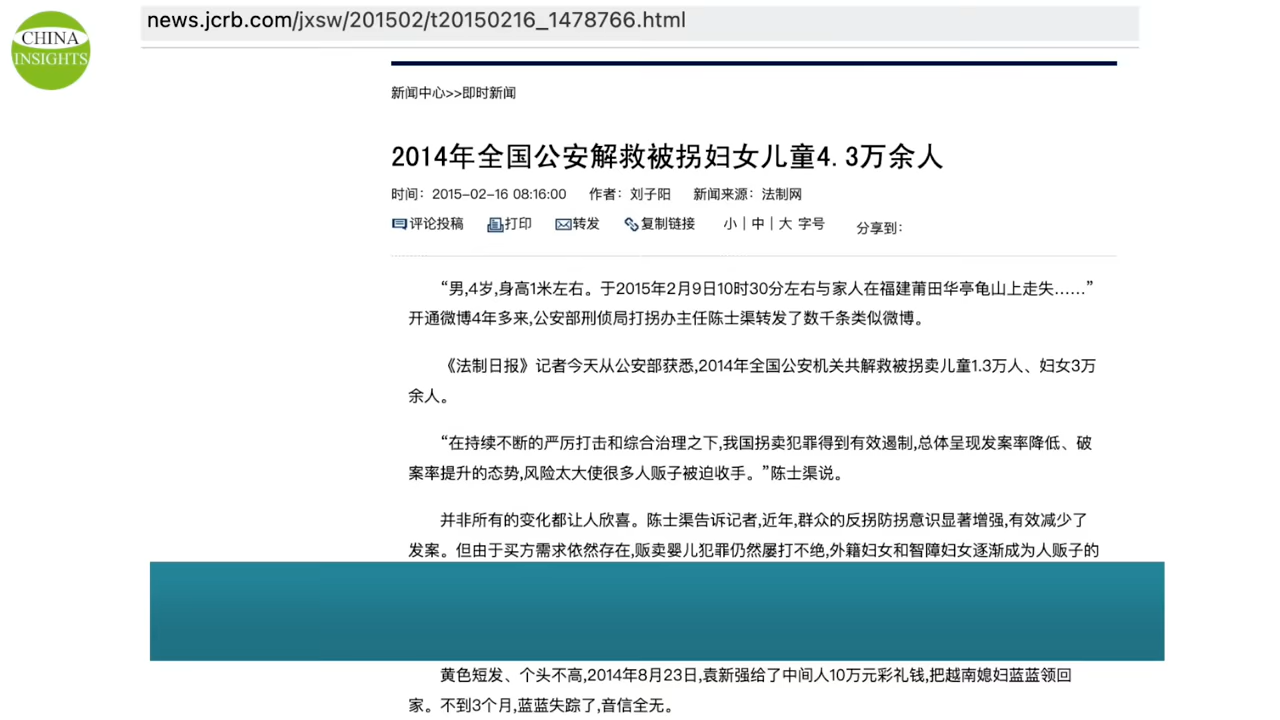 CHINA
INSIGHTS
news.jcrb.com/jxsw/201502/t20150216_1478766.html
新闻中心>>即时新闻
2014年全国公安解救被拐妇女儿童4.3万余人
时间：2015-02-16 08:16:00 作者：刘子阳 新闻来源：法制网
评论投稿 打印 转发 复制链接 小 | 中 | 大 字号 分享到：
“男,4岁,身高1米左右。于2015年2月9日10时30分左右与家人在福建莆田华亭龟山上走失……”
开通微博4年多来,公安部刑侦局打拐办主任陈士渠转发了数千条类似微博。
《法制日报》记者今天从公安部获悉,2014年全国公安机关共解救被拐卖儿童1.3万人、妇女3万
余人。
“在持续不断的严厉打击和综合治理之下,我国拐卖犯罪得到有效遏制,总体呈现发案率降低、破
案率提升的态势,风险太大使很多人贩子被迫收手。”陈士渠说。
并非所有的变化都让人欣喜。陈士渠告诉记者,近年,群众的反拐防拐意识显著增强,有效减少了
发案。但由于买方需求依然存在,贩卖婴儿犯罪仍然屡打不绝,外籍妇女和智障妇女逐渐成为人贩子的
黄色短发、个头不高,2014年8月23日,袁新强给了中间人10万元彩礼钱,把越南媳妇蓝蓝领回
家。不到3个月,蓝蓝失踪了,音信全无。